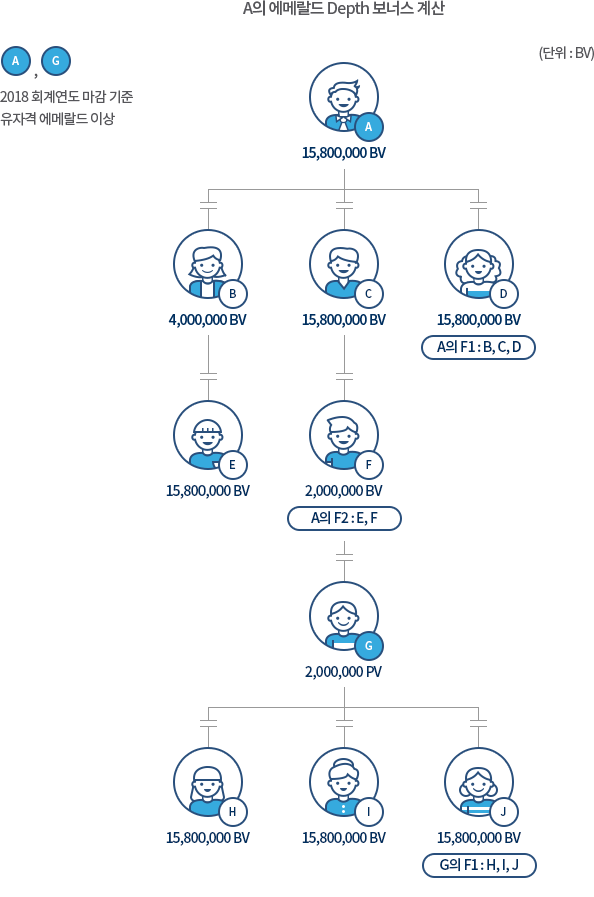 A의 에메랄드 Depth 보너스 계산
(단위 : BV)
A , G
2018 회계연도 마감 기준
유자격 에메랄드 이상
A
15,800,000 BV
B
C
D
4,000,000 BV
15,800,000 BV
15,800,000 BV
A의 F1 : B, C, D
E
F
15,800,000 BV
2,000,000 BV
A의 F2 : E, F
G
2,000,000 PV
H
I
J
15,800,000 BV
15,800,000 BV
15,800,000 BV
G의 F1 : H, I, J